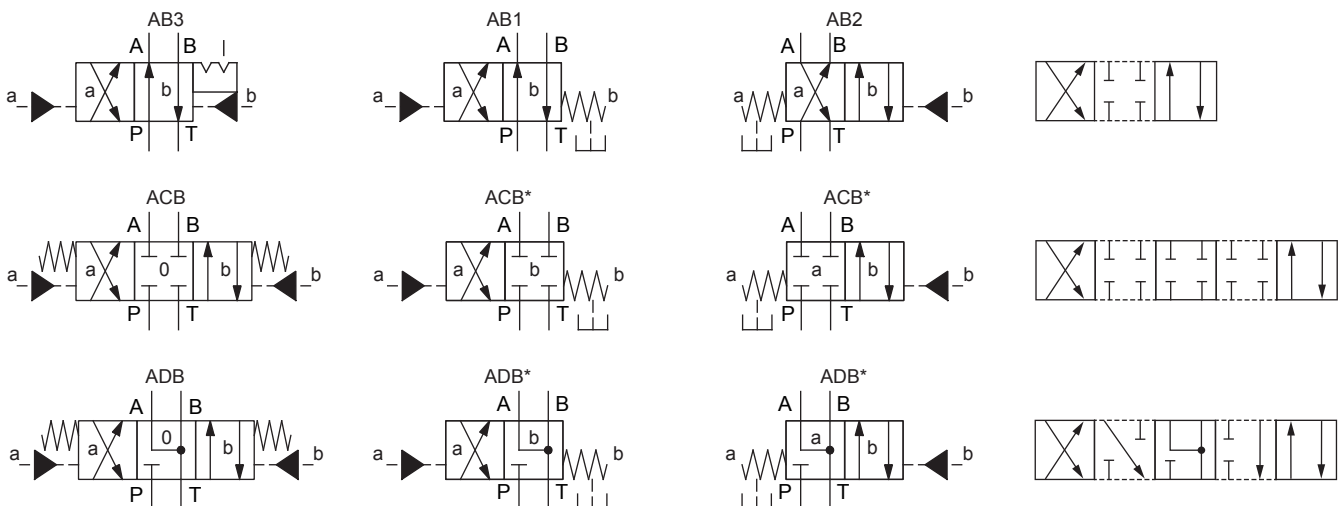 AB3 AB1 AB2
A B A B A B
a a b b a a b b a a b b
P T P T P T
ACB ACB* ACB*
A B A B A B
a a 0 b b a a b b a a b b
P T P T P T
ADB ADB* ADB*
A B A B A B
a a 0 b b a a b b a a b b
P T P T P T